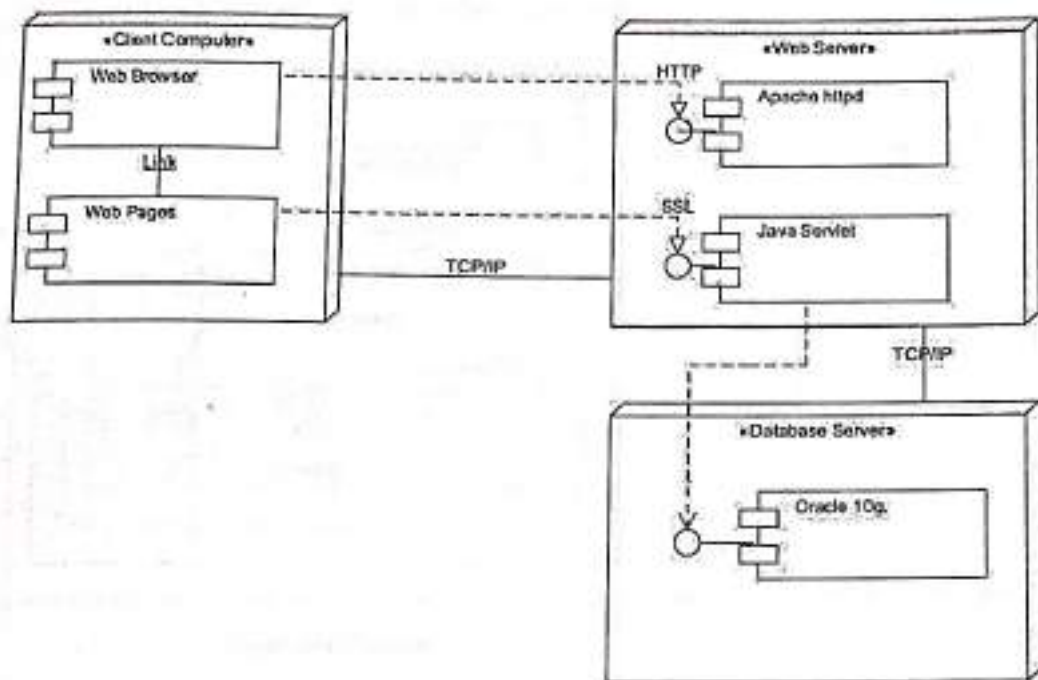 «Client Computer»
Web Browser
Link
Web Pages
TCP/IP
«Web Server»
HTTP
Apache httpd
SSL
Java Servlet
TCP/IP
«Database Server»
Oracle 10g.